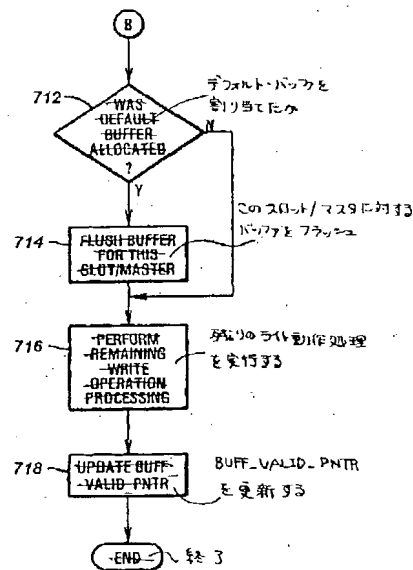 B
712
WAS
DEFAULT
BUFFER
ALLOCATED
?
デフォルト・バッファを
割り当てたか
N
Y
714
FLUSH BUFFER
FOR THIS
SLOT/MASTER
このスロット/マスタに対する
バッファをフラッシュ
716
PERFORM
REMAINING
WRITE
OPERATION
PROCESSING
残りのライト動作処理
を実行する
718
UPDATE BUFF_
VALID_PNTR
BUFF_VALID_PNTR
を更新する
END
終了